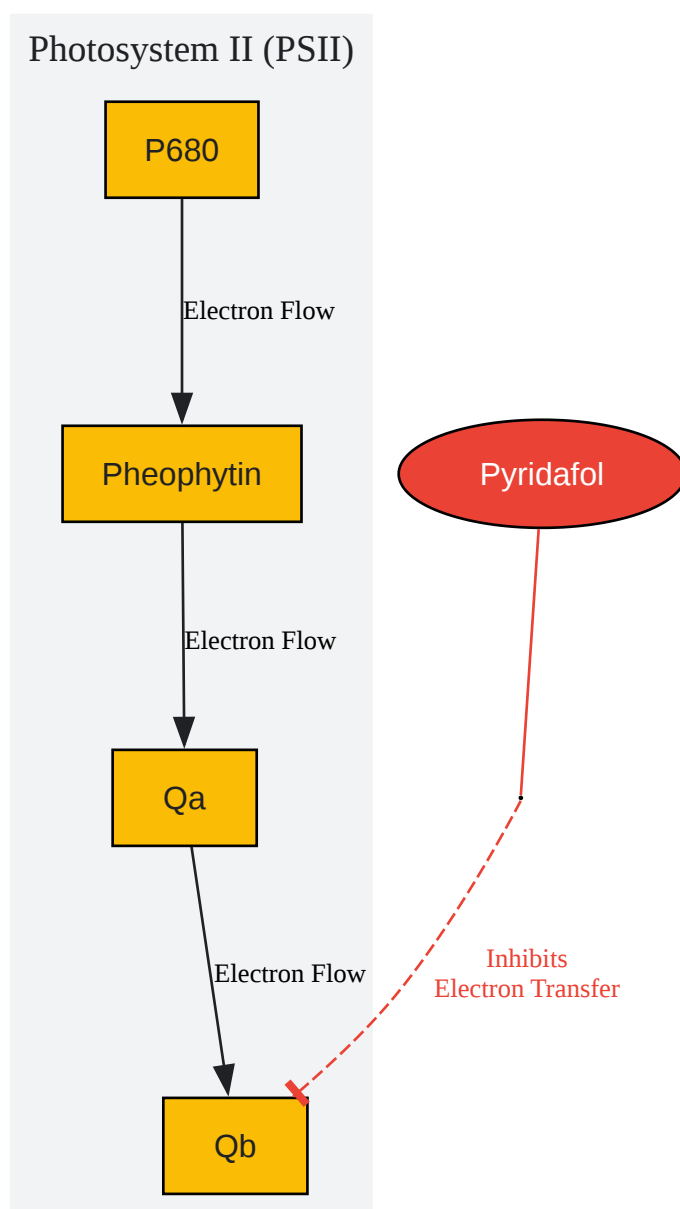 Photosystem II (PSII)
P680
Electron Flow
Pheophytin
Pyridafol
Electron Flow
Qa
Inhibits
Electron Transfer
Electron Flow
Qb